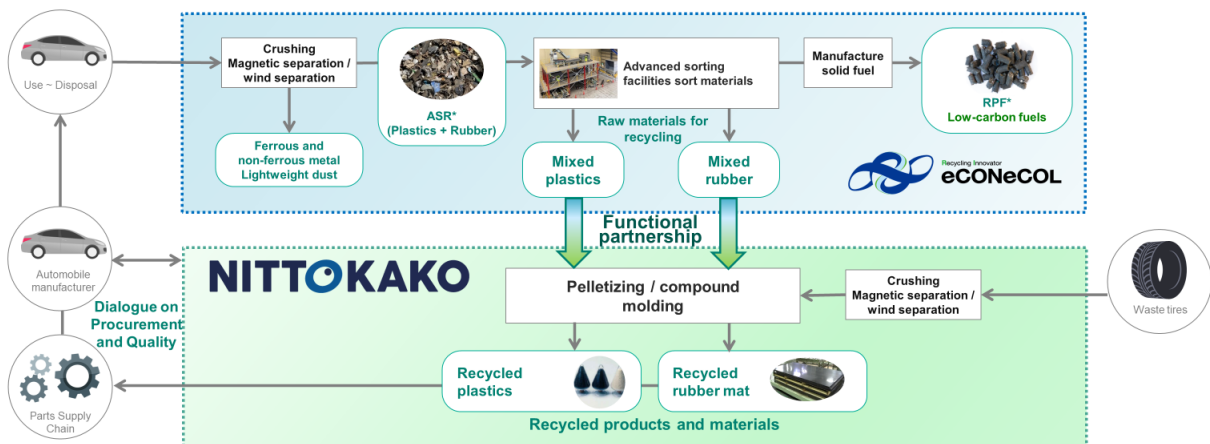 Use ~ Disposal
Crushing
Magnetic separation /
wind separation
Ferrous and
non-ferrous metal
Lightweight dust
ASR*
(Plastics + Rubber)
Advanced sorting
facilities sort materials
Manufacture
solid fuel
RPF*
Low-carbon fuels
Raw materials for
recycling
Mixed
plastics
Mixed
rubber
Recycling Innovator
eCONeCOL
Functional
partnership
Automobile
manufacturer
NITTOKAKO
Dialogue on
Procurement
and Quality
Pelletizing / compound
molding
Crushing
Magnetic separation /
wind separation
Waste tires
Parts Supply
Chain
Recycled
plastics
Recycled
rubber mat
Recycled products and materials